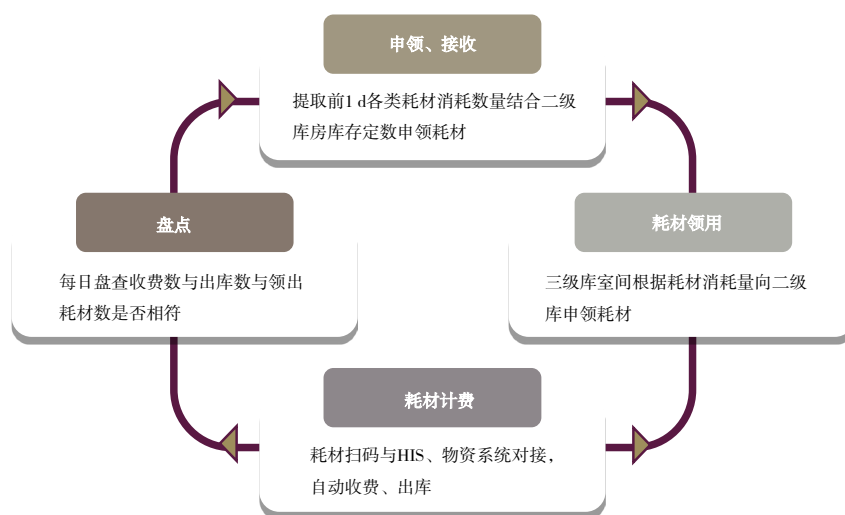 申领、接收
提取前1 d各类耗材消耗数量结合二级
库房库存定数申领耗材
盘点
每日盘查收费数与出库数与领出
耗材数是否相符
耗材领用
三级库室间根据耗材消耗量向二级
库申领耗材
耗材计费
耗材扫码与HIS、物资系统对接，
自动收费、出库